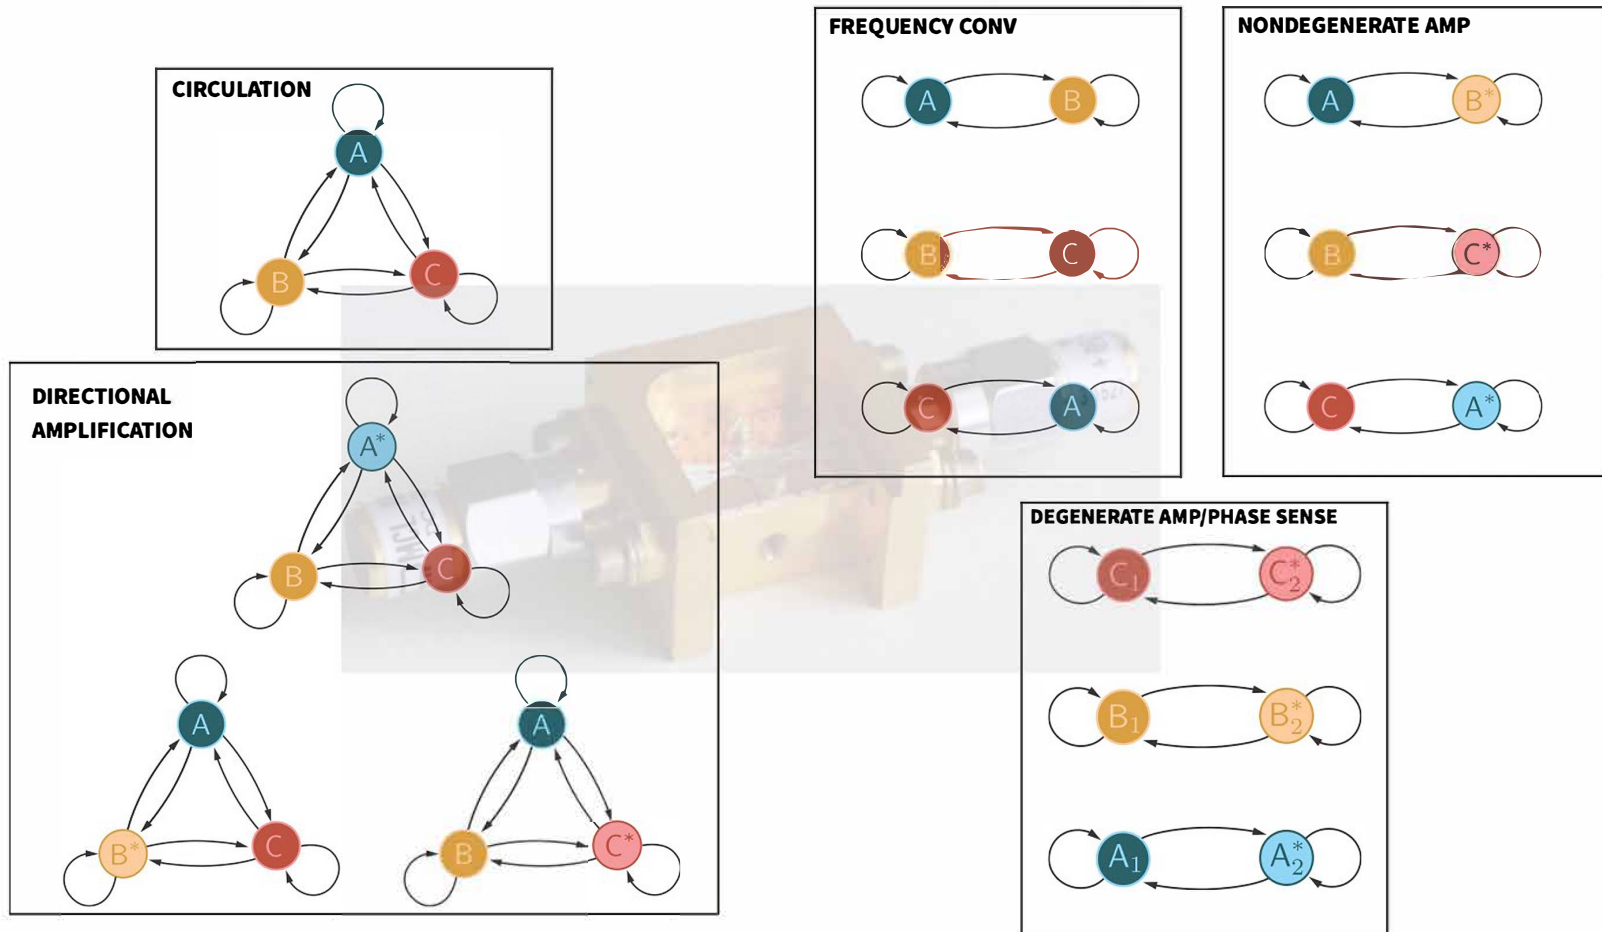 CIRCULATION
A
B
C
DIRECTIONAL
AMPLIFICATION
A*
B
C
A
B*
C
A
B
C*
FREQUENCY CONV
A B
B C
C A
NONDEGENERATE AMP
A B*
B C*
C A*
DEGENERATE AMP/PHASE SENSE
C₁ C₂*
B₁ B₂*
A₁ A₂*